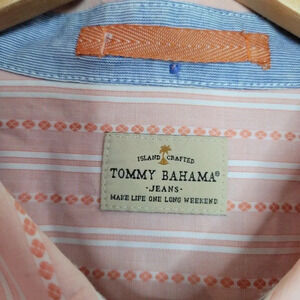 ISLAND CRAFTED
TOMMY BAHAMA®
-JEANS-
MAKE LIFE ONE LONG WEEKEND